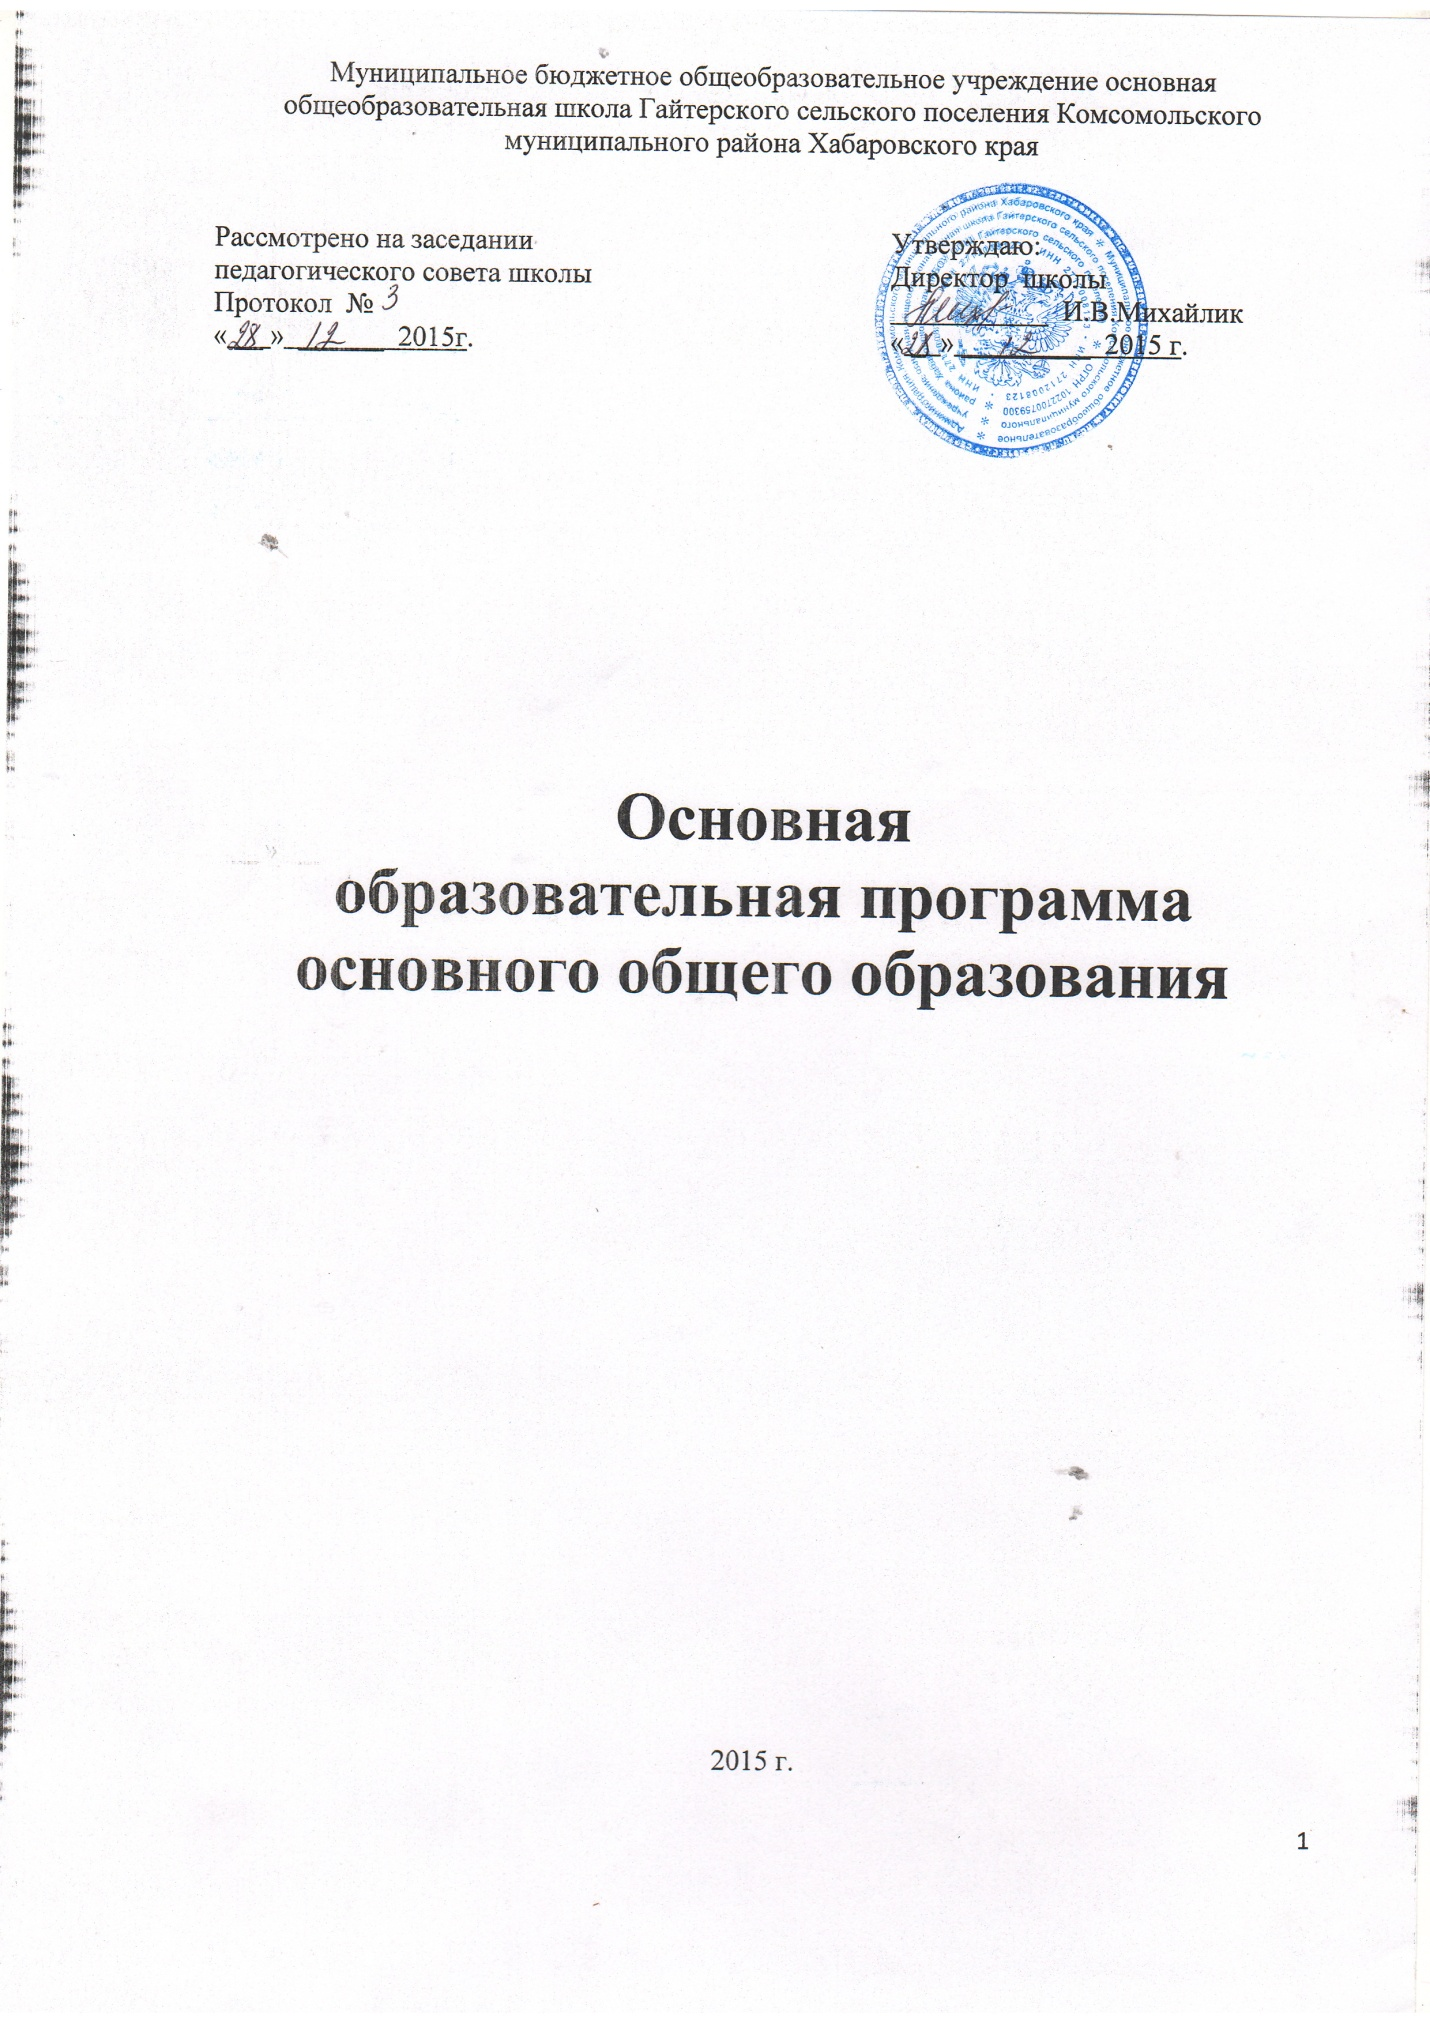 Муниципальное бюджетное общеобразовательное учреждение основная
общеобразовательная школа Гайтерского сельского поселения Комсомольского
муниципального района Хабаровского края
Рассмотрено на заседании
педагогического совета школы
Протокол № 3
«28» 12 2015г.
Утверждаю:
Директор школы
И.В.Михайлик
«28» 12 2015 г.
Основная
образовательная программа
основного общего образования
2015 г.
1